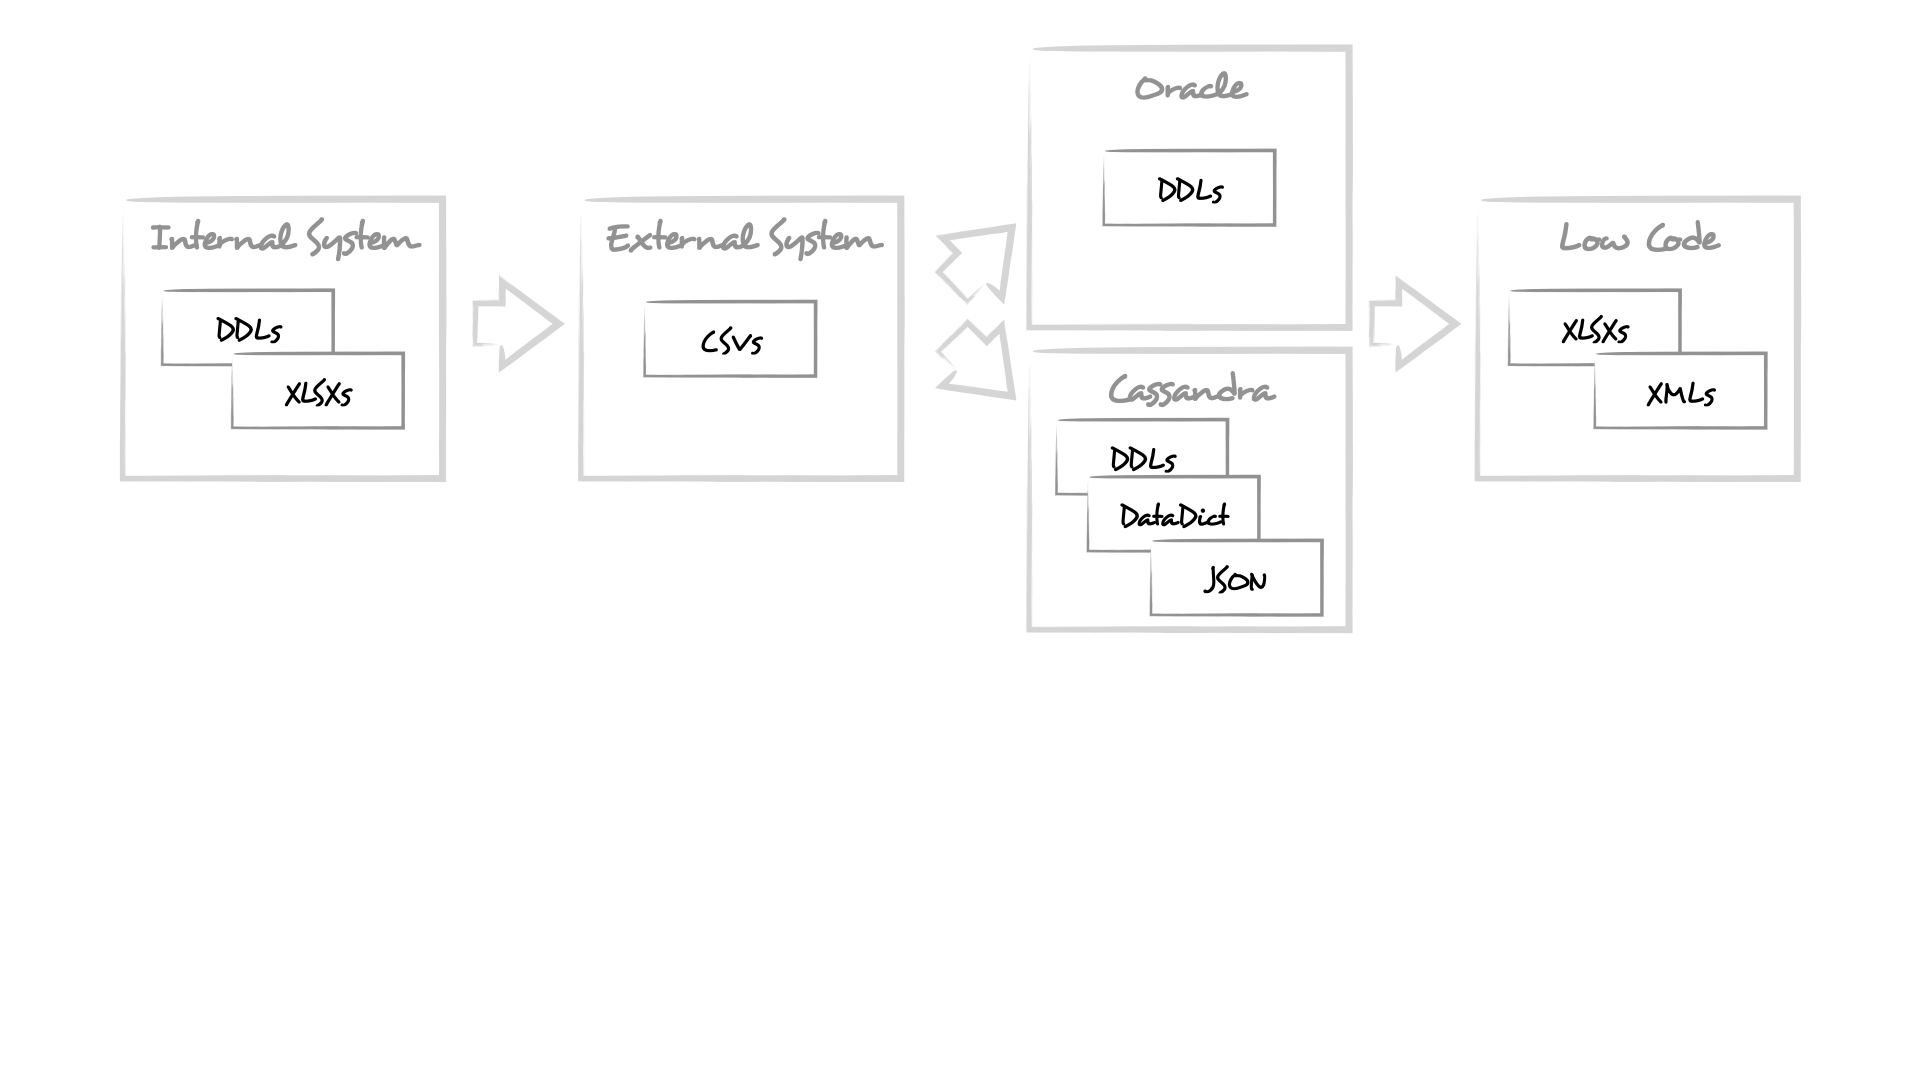 Internal System
DDLs
XLSXs
External System
CSVs
Oracle
DDLs
Cassandra
DDLs
DataDict
JSON
Low Code
XLSXs
XMLs